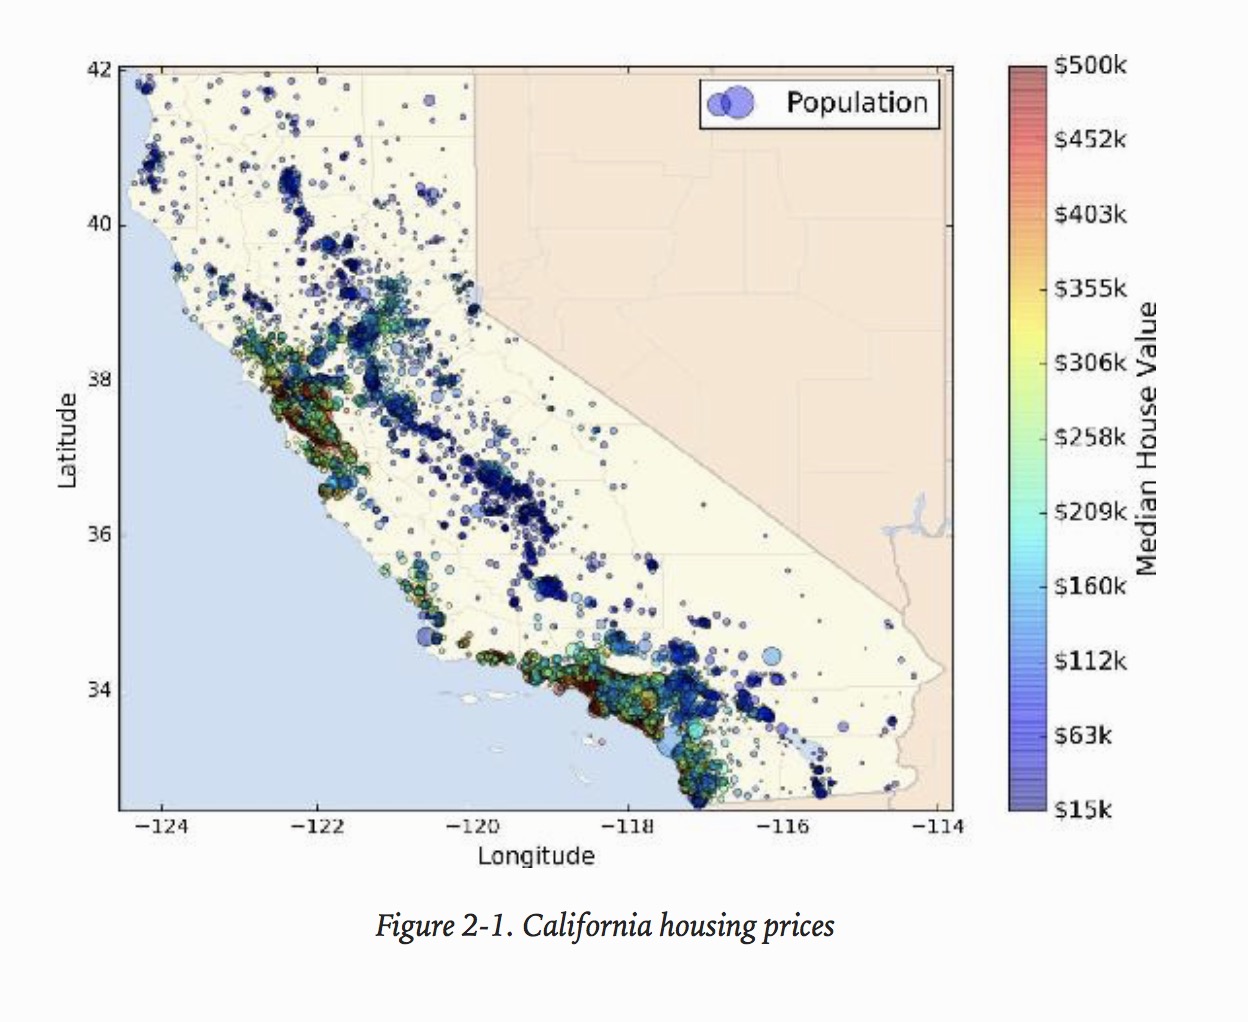 42
40
38
36
34
Latitude
−124
−122
−120
−118
−116
−114
Longitude
Population
$500k
$452k
$403k
$355k
$306k
$258k
$209k
$160k
$112k
$63k
$15k
Median House Value
Figure 2-1. California housing prices